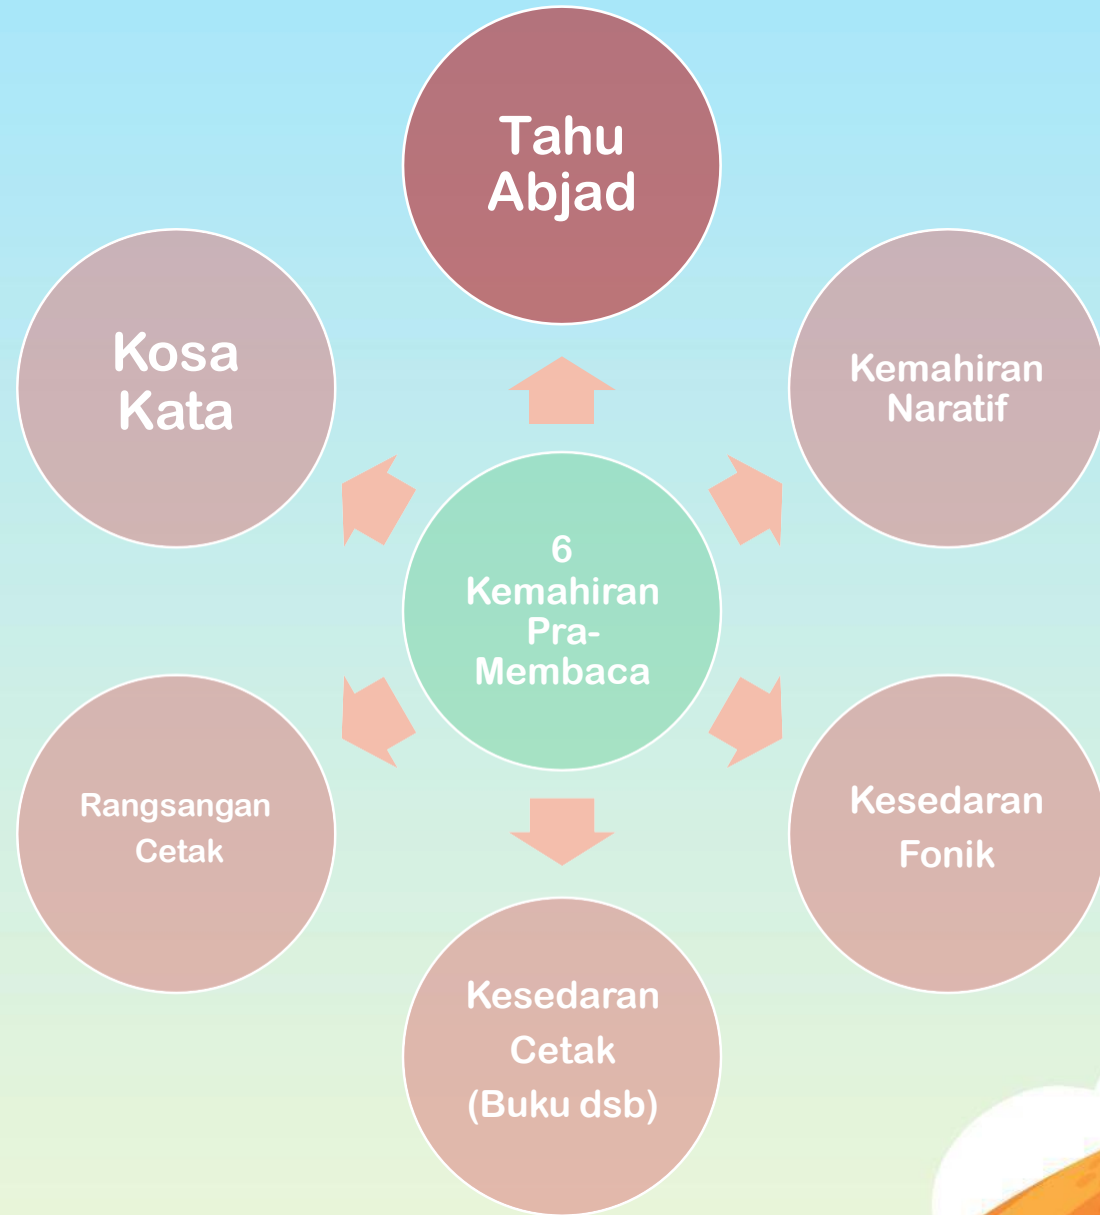 Tahu
Abjad
Kosa
Kata
Kemahiran
Naratif
6
Kemahiran
Pra-
Membaca
Rangsangan
Cetak
Kesedaran
Fonik
Kesedaran
Cetak
(Buku dsb)